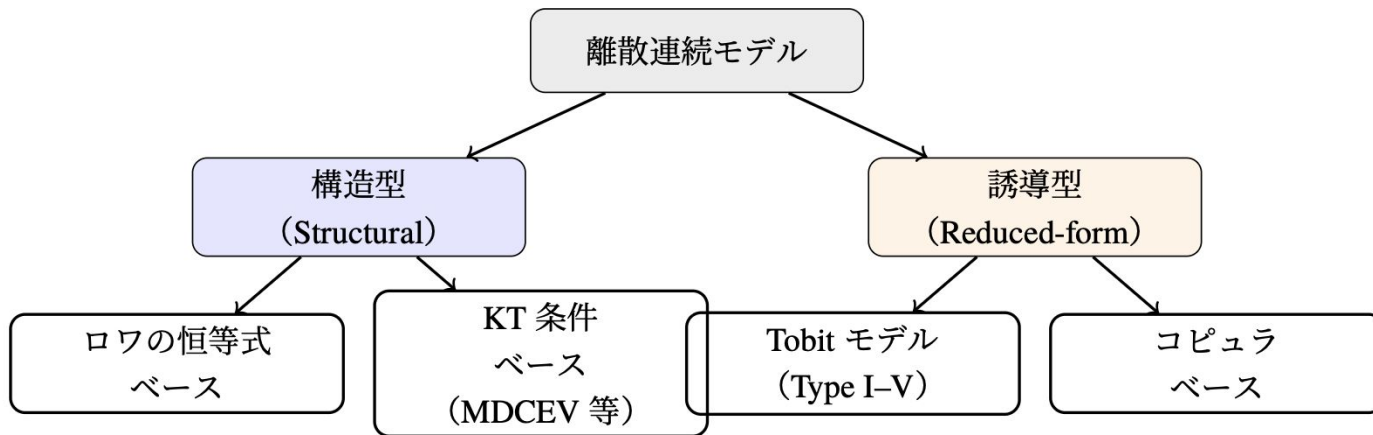 離散連続モデル
構造型
（Structural）
誘導型
（Reduced-form）
ロワの恒等式
ベース
KT 条件
ベース
（MDCEV 等）
Tobit モデル
（Type I–V）
コピュラ
ベース